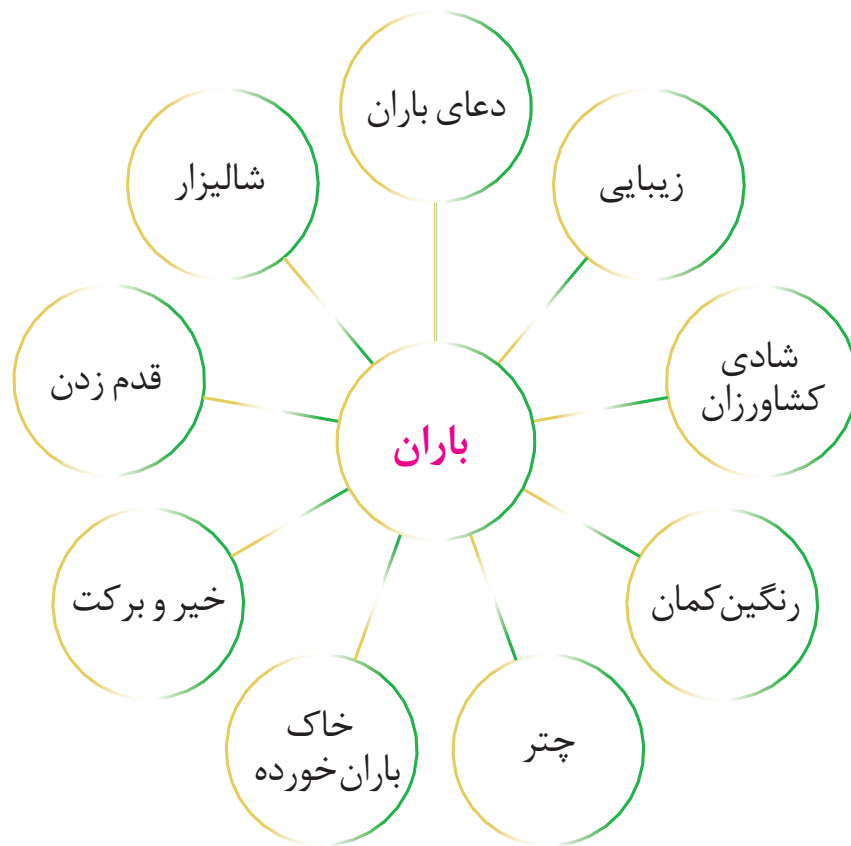 دعای باران
زیبایی
شادی
کشاورزان
رنگین‌کمان
چتر
خاک
باران‌خورده
خیر و برکت
قدم زدن
شالیزار
باران